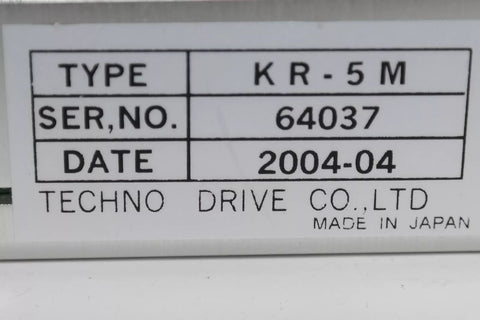 TYPE KR-5M
SER,NO. 64037
DATE 2004-04
TECHNO DRIVE CO.,LTD
MADE IN JAPAN